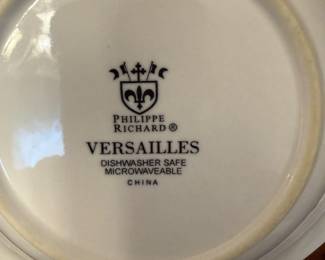 PHILIPPE
RICHARD®
VERSAILLES
DISHWASHER SAFE
MICROWAVEABLE
CHINA